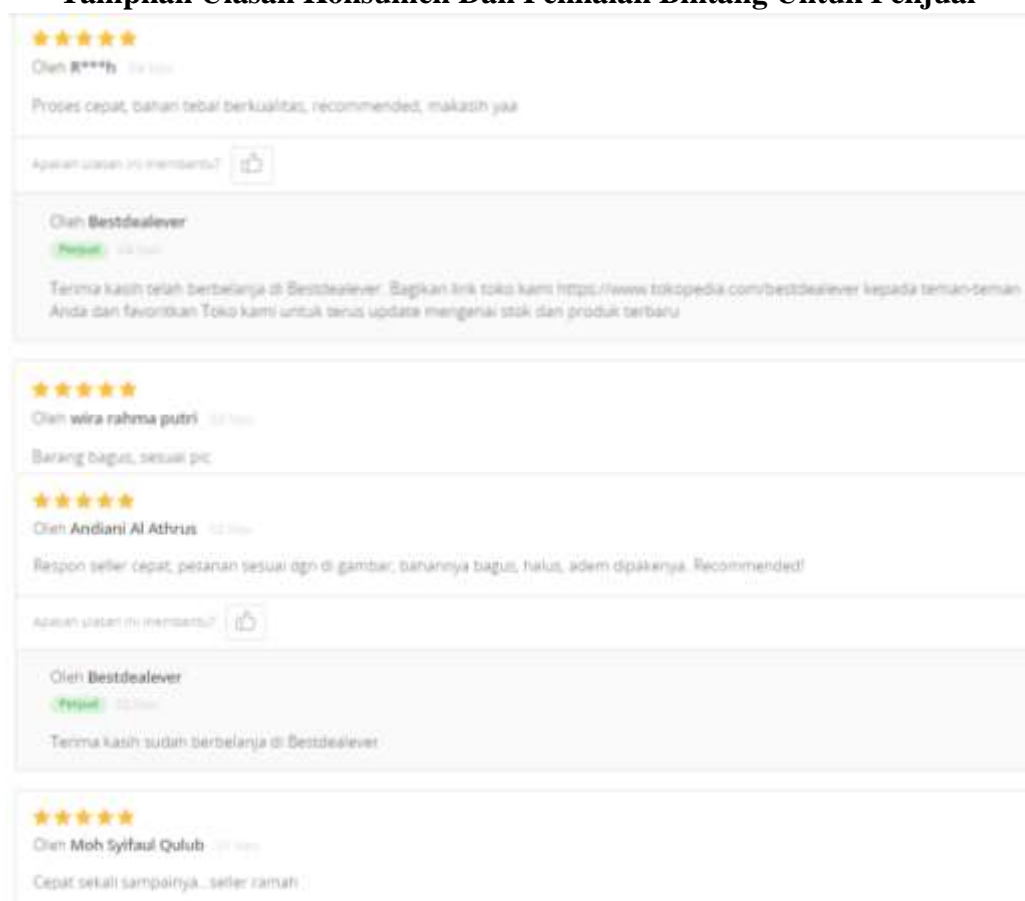 Tampilan Ulasan Konsumen Dan Penilaian Bintang Untuk Penjual
Oleh R***h
Proses cepat, bahan tebal berkualitas, recommended, makasih yaa
Apakah ulasan ini membantu?
Oleh Bestdealever
Penjual
Terima kasih telah berbelanja di Bestdealever. Bagikan link toko kami https://www.tokopedia.com/bestdealever kepada teman-teman
Anda dan favoritkan Toko kami untuk terus update mengenai stok dan produk terbaru
Oleh wira rahma putri
Barang bagus, sesuai pic
Oleh Andiani Al Athrus
Respon seller cepat, pesanan sesuai dgn di gambar, bahannya bagus, halus, adem dipakenya. Recommended!
Apakah ulasan ini membantu?
Oleh Bestdealever
Penjual
Terima kasih sudah berbelanja di Bestdealever
Oleh Moh Syifaul Qulub
Cepat sekali sampainya...seller ramah